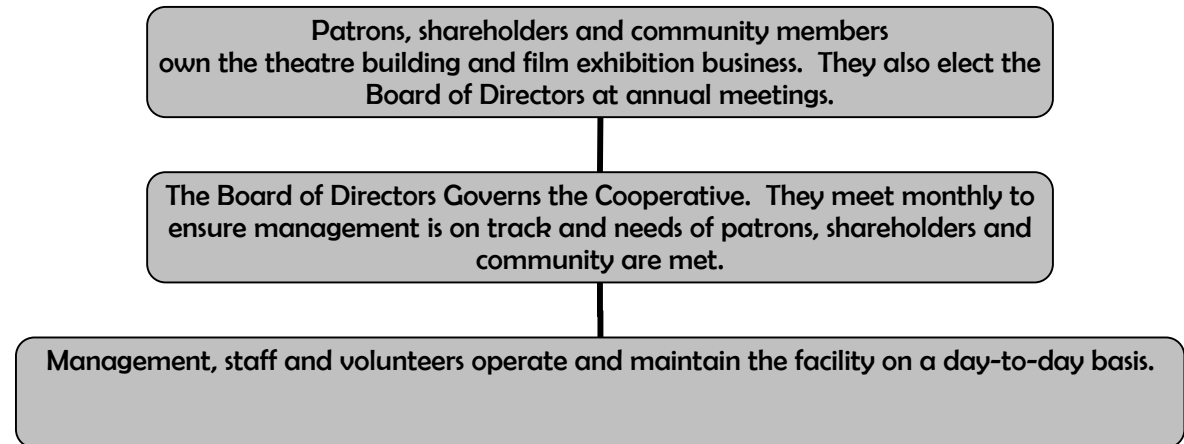 Patrons, shareholders and community members
own the theatre building and film exhibition business.  They also elect the
Board of Directors at annual meetings.
The Board of Directors Governs the Cooperative.  They meet monthly to
ensure management is on track and needs of patrons, shareholders and
community are met.
Management, staff and volunteers operate and maintain the facility on a day-to-day basis.